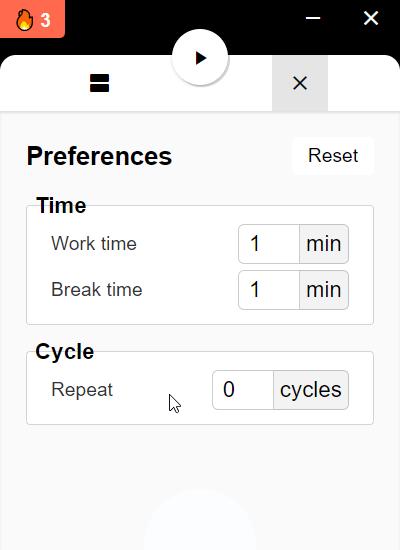 3
Preferences
Reset
Time
Work time
1 min
Break time
1 min
Cycle
Repeat
0 cycles